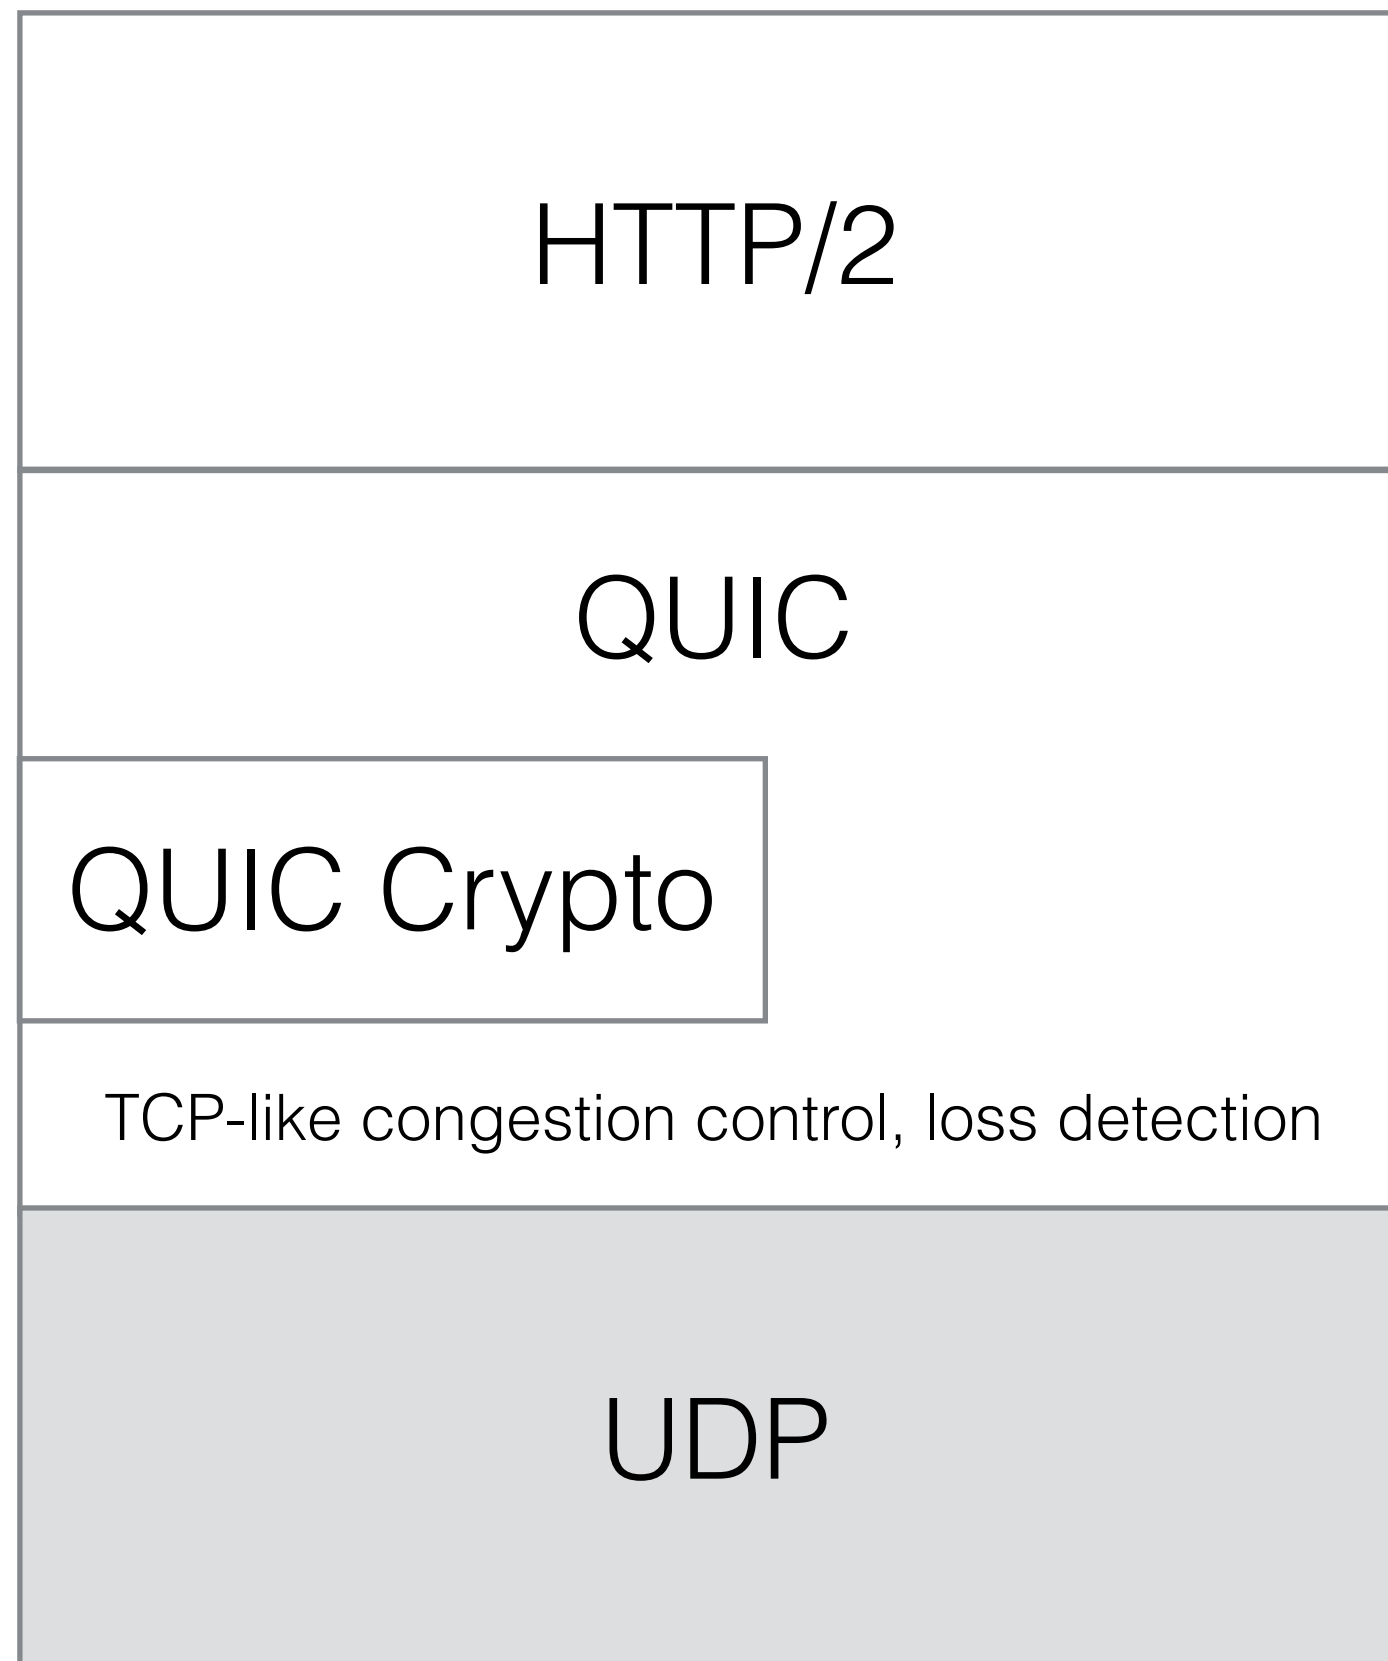 HTTP/2
QUIC
QUIC Crypto
TCP-like congestion control, loss detection
UDP